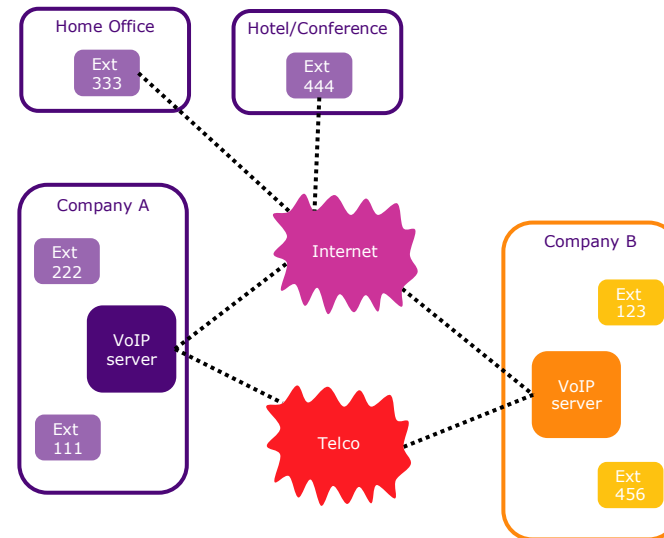 Home Office
Ext
333
Hotel/Conference
Ext
444
Company A
Ext
222
VoIP
server
Ext
111
Internet
Telco
Company B
Ext
123
VoIP
server
Ext
456